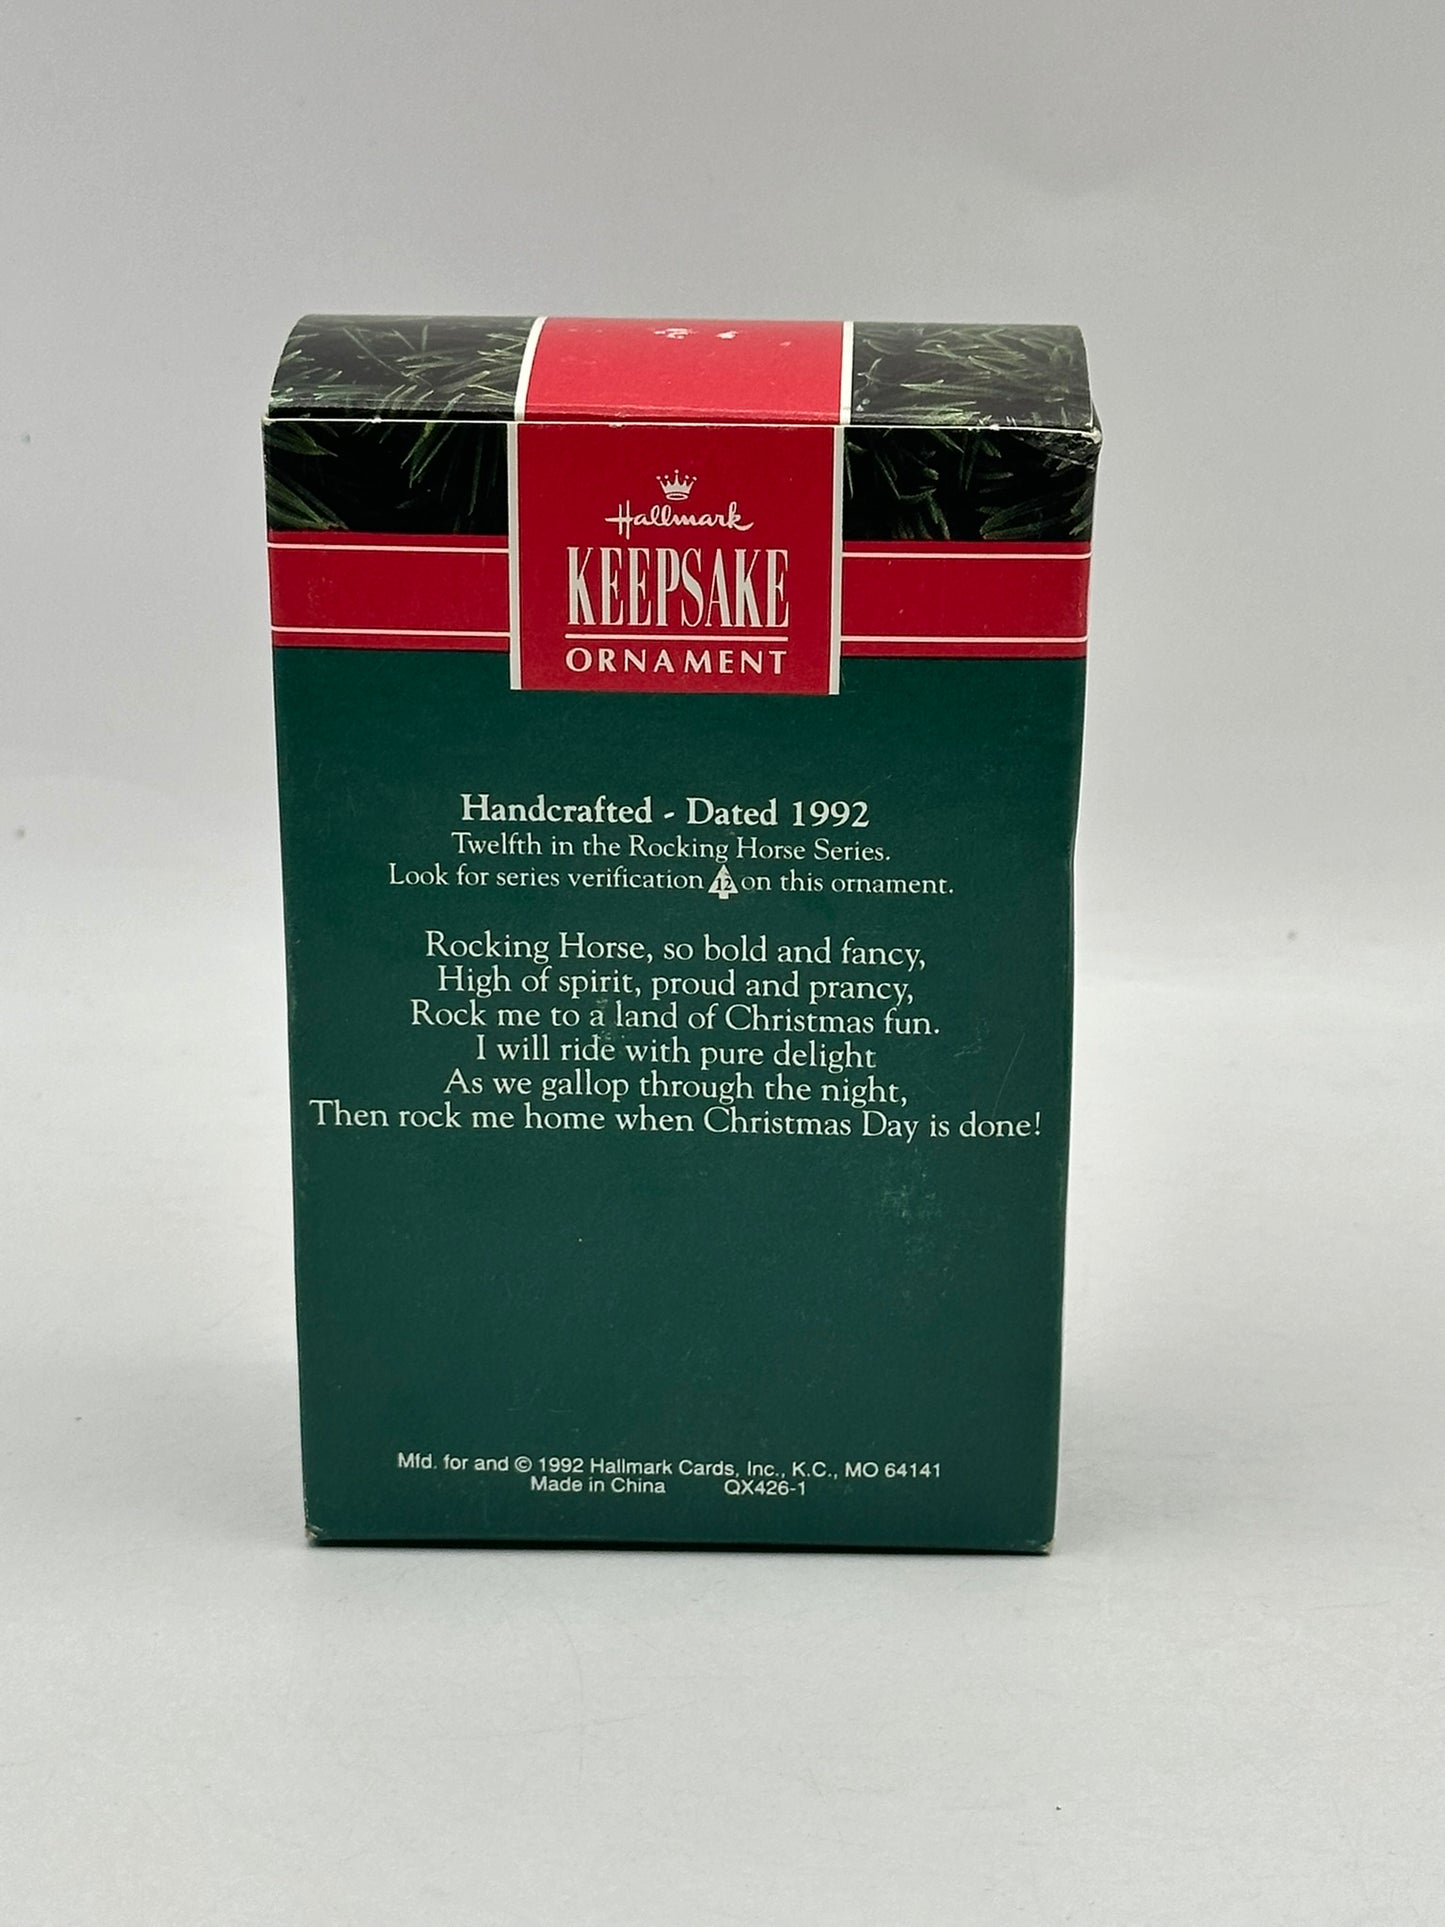 Hallmark
KEEPSAKE
ORNAMENT
Handcrafted - Dated 1992
Twelfth in the Rocking Horse Series.
Look for series verification 12 on this ornament.
Rocking Horse, so bold and fancy,
High of spirit, proud and prancy,
Rock me to a land of Christmas fun.
I will ride with pure delight
As we gallop through the night,
Then rock me home when Christmas Day is done!
Mfd. for and © 1992 Hallmark Cards, Inc., K.C., MO 64141
Made in China QX426-1